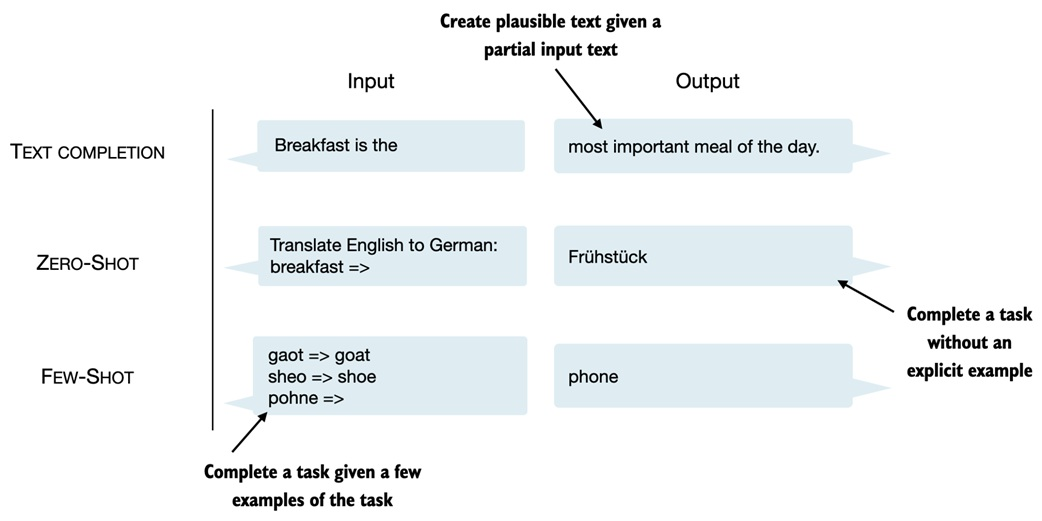 Create plausible text given a
partial input text
Input
Output
TEXT COMPLETION
Breakfast is the
most important meal of the day.
ZERO-SHOT
Translate English to German:
breakfast =>
Frühstück
Complete a task
without an
explicit example
FEW-SHOT
gaot => goat
sheo => shoe
pohne =>
phone
Complete a task given a few
examples of the task